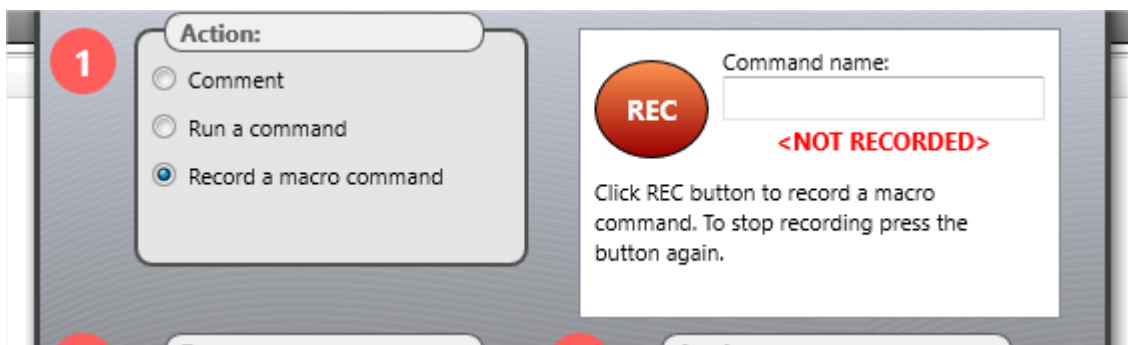 1
Action:
Comment
Run a command
Record a macro command
REC
Command name:
<NOT RECORDED>
Click REC button to record a macro
command. To stop recording press the
button again.